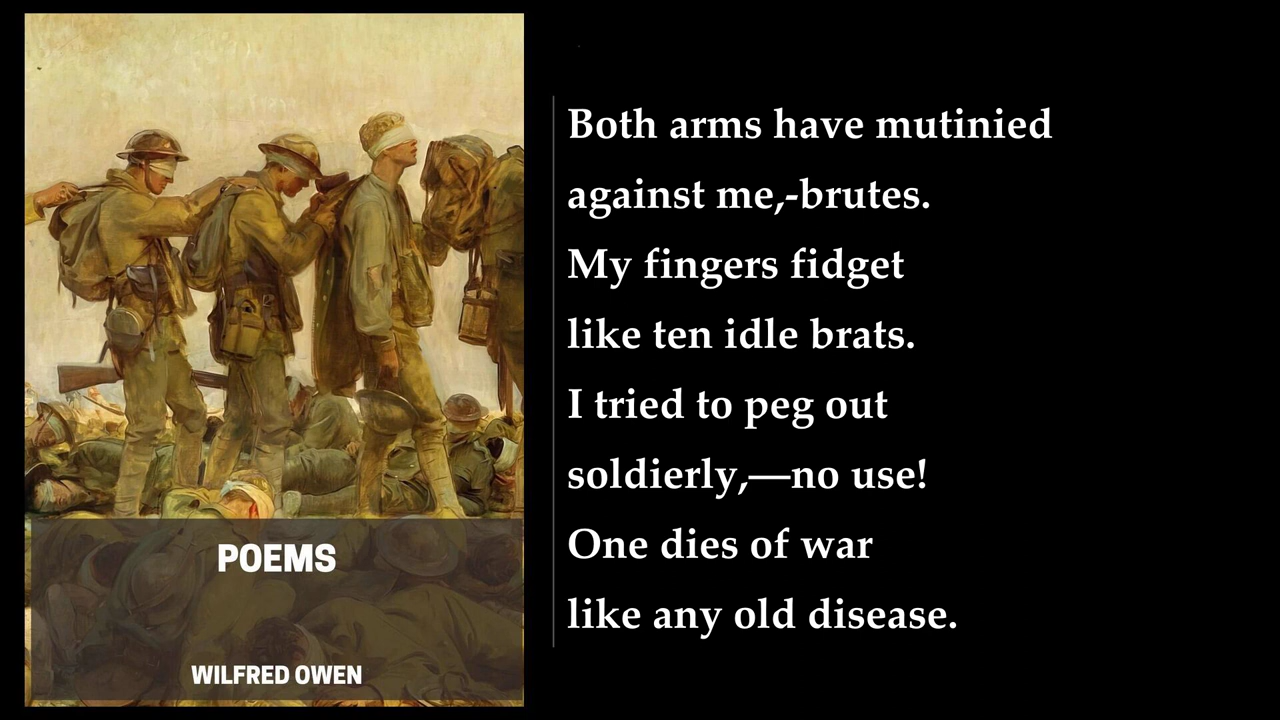 POEMS
WILFRED OWEN
Both arms have mutinied
against me,-brutes.
My fingers fidget
like ten idle brats.
I tried to peg out
soldierly,—no use!
One dies of war
like any old disease.